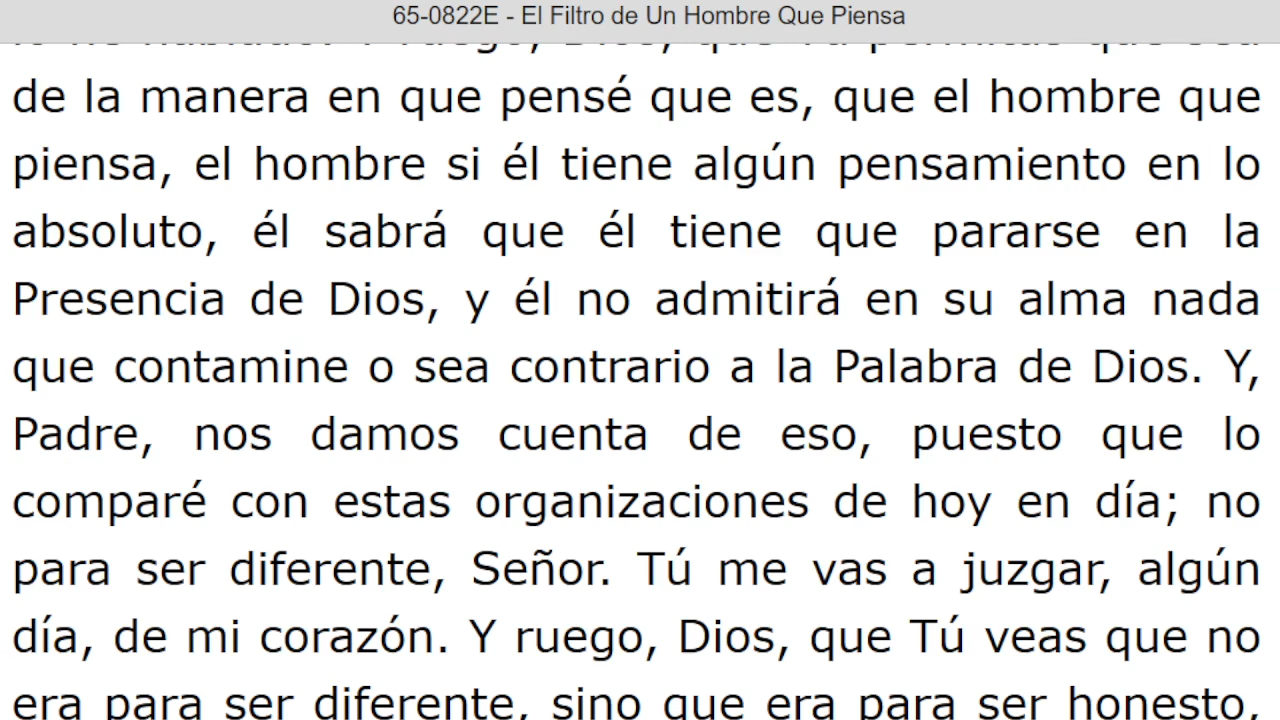 65-0822E - El Filtro de Un Hombre Que Piensa
de la manera en que pensé que es, que el hombre que
piensa, el hombre si él tiene algún pensamiento en lo
absoluto, él sabrá que él tiene que pararse en la
Presencia de Dios, y él no admitirá en su alma nada
que contamine o sea contrario a la Palabra de Dios. Y,
Padre, nos damos cuenta de eso, puesto que lo
comparé con estas organizaciones de hoy en día; no
para ser diferente, Señor. Tú me vas a juzgar, algún
día, de mi corazón. Y ruego, Dios, que Tú veas que no
era para ser diferente, sino que era para ser honesto,